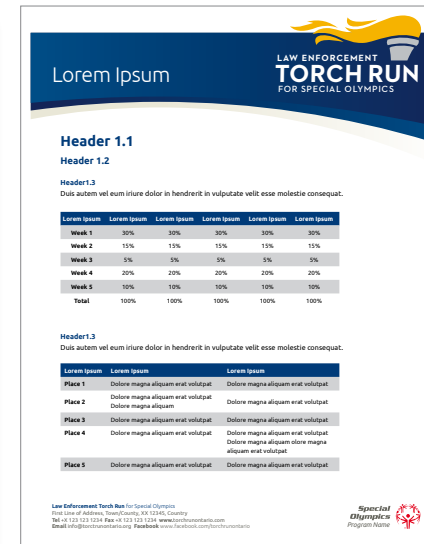 LAW ENFORCEMENT
TORCH RUN
FOR SPECIAL OLYMPICS
Lorem Ipsum
Header 1.1
Header 1.2
Header1.3
Duis autem vel eum iriure dolor in hendrerit in vulputate velit esse molestie consequat.
Lorem Ipsum Lorem Ipsum Lorem Ipsum Lorem Ipsum Lorem Ipsum Lorem Ipsum
Week 1 30% 30% 30% 30% 30%
Week 2 15% 15% 15% 15% 15%
Week 3 5% 5% 5% 5% 5%
Week 4 20% 20% 20% 20% 20%
Week 5 10% 10% 10% 10% 10%
Total 100% 100% 100% 100% 100%
Header1.3
Duis autem vel eum iriure dolor in hendrerit in vulputate velit esse molestie consequat.
Lorem Ipsum Lorem Ipsum Lorem Ipsum
Place 1 Dolore magna aliquam erat volutpat Dolore magna aliquam erat volutpat
Place 2 Dolore magna aliquam erat volutpat Dolore magna aliquam Dolore magna aliquam erat volutpat
Place 3 Dolore magna aliquam erat volutpat Dolore magna aliquam erat volutpat
Place 4 Dolore magna aliquam erat volutpat Dolore magna aliquam erat volutpat
Dolore magna aliquam olore magna
aliquam erat volutpat
Place 5 Dolore magna aliquam erat volutpat Dolore magna aliquam erat volutpat
Law Enforcement Torch Run for Special Olympics
First Line of Address, Town/County, XX 12345, Country
Tel +X 123 123 1234 Fax +X 123 123 1234 www.torchrunontario.com
Email info@torchrunontario.org Facebook www.facebook.com/torchrunontario
Special
Olympics
Program Name